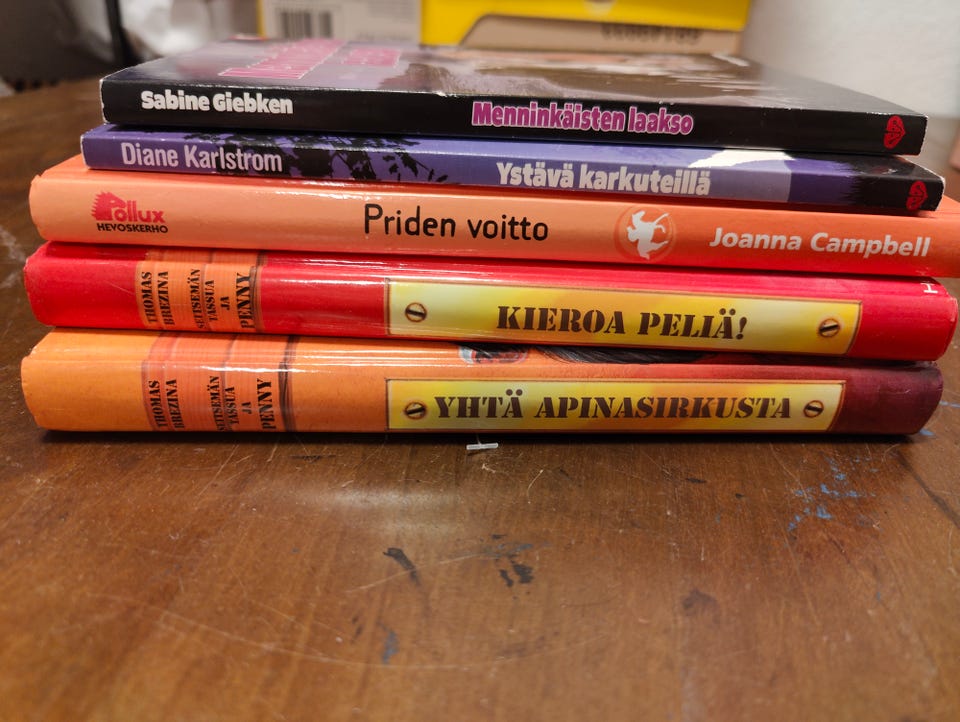 Sabine Giebken
Menninkäisten laakso
Diane Karlstrom
Ystävä karkuteillä
Pollux
HEVOSKERHO
Priden voitto
Joanna Campbell
THOMAS
BREZINA
SEITSEMÄN
TASSUA
JA
PENNY
KIEROA PELIÄ!
THOMAS
BREZINA
SEITSEMÄN
TASSUA
JA
PENNY
YHTÄ APINASIRKUSTA